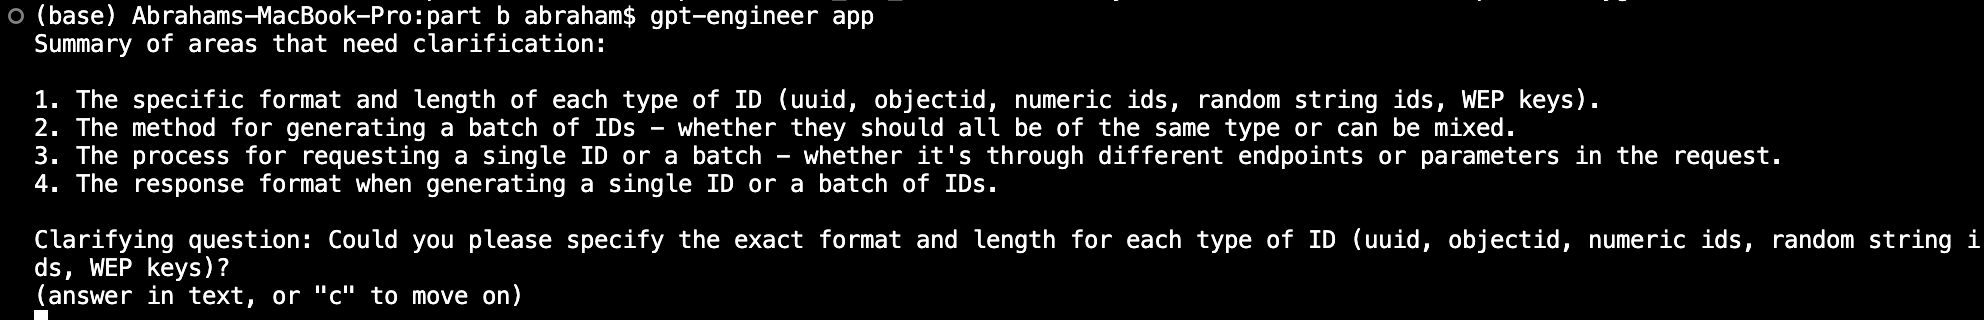 (base) Abrahams-MacBook-Pro:part b abraham$ gpt-engineer app
Summary of areas that need clarification:
1. The specific format and length of each type of ID (uuid, objectid, numeric ids, random string ids, WEP keys).
2. The method for generating a batch of IDs - whether they should all be of the same type or can be mixed.
3. The process for requesting a single ID or a batch - whether it's through different endpoints or parameters in the request.
4. The response format when generating a single ID or a batch of IDs.
Clarifying question: Could you please specify the exact format and length for each type of ID (uuid, objectid, numeric ids, random string i
ds, WEP keys)?
(answer in text, or "c" to move on)